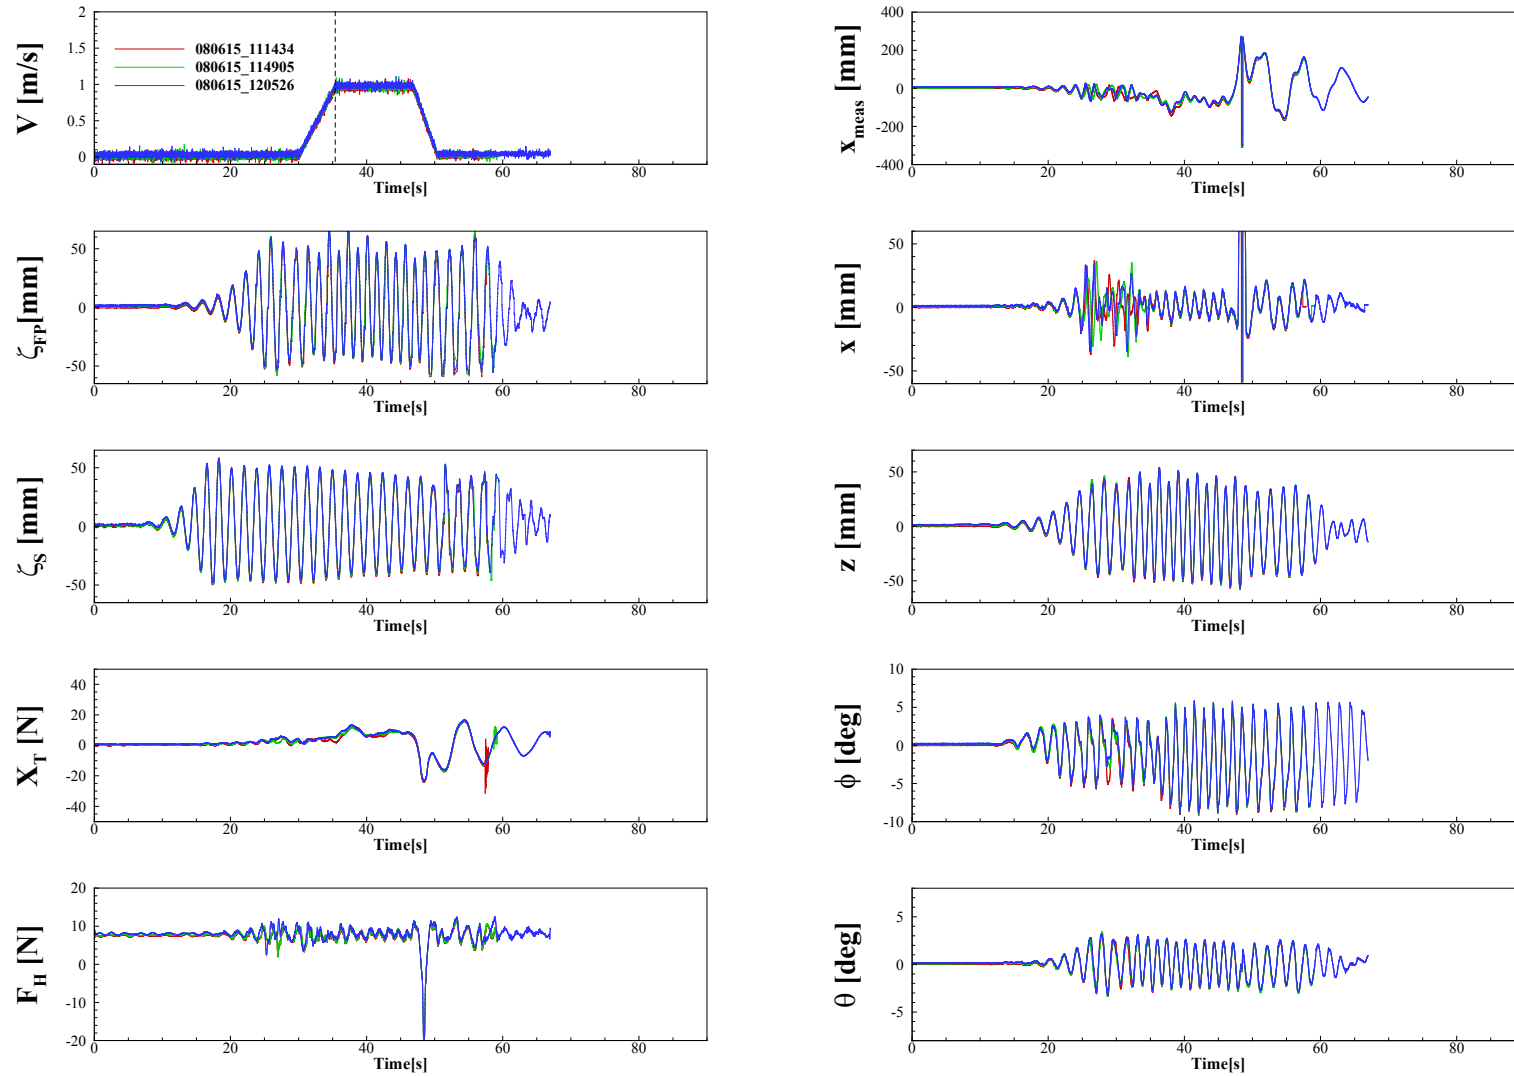 V [m/s]
2
1.5
1
0.5
0
080615_111434
080615_114905
080615_120526
0 20 40 60 80
Time[s]
x_meas [mm]
400
200
0
-200
-400
0 20 40 60 80
Time[s]
ζ_FP[mm]
50
0
-50
0 20 40 60 80
Time[s]
x [mm]
50
0
-50
0 20 40 60 80
Time[s]
ζ_S [mm]
50
0
-50
0 20 40 60 80
Time[s]
z [mm]
50
0
-50
0 20 40 60 80
Time[s]
X_T [N]
40
20
0
-20
-40
0 20 40 60 80
Time[s]
ϕ [deg]
10
5
0
-5
-10
0 20 40 60 80
Time[s]
F_H [N]
20
10
0
-10
-20
0 20 40 60 80
Time[s]
θ [deg]
5
0
-5
0 20 40 60 80
Time[s]